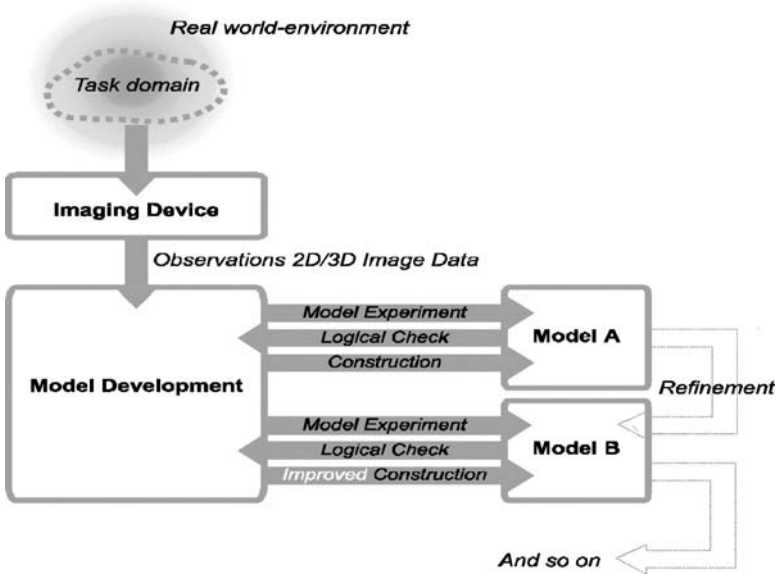 Real world-environment
Task domain
Imaging Device
Observations 2D/3D Image Data
Model Development
Model Experiment
Logical Check
Construction
Model A
Refinement
Model Experiment
Logical Check
Improved Construction
Model B
And so on